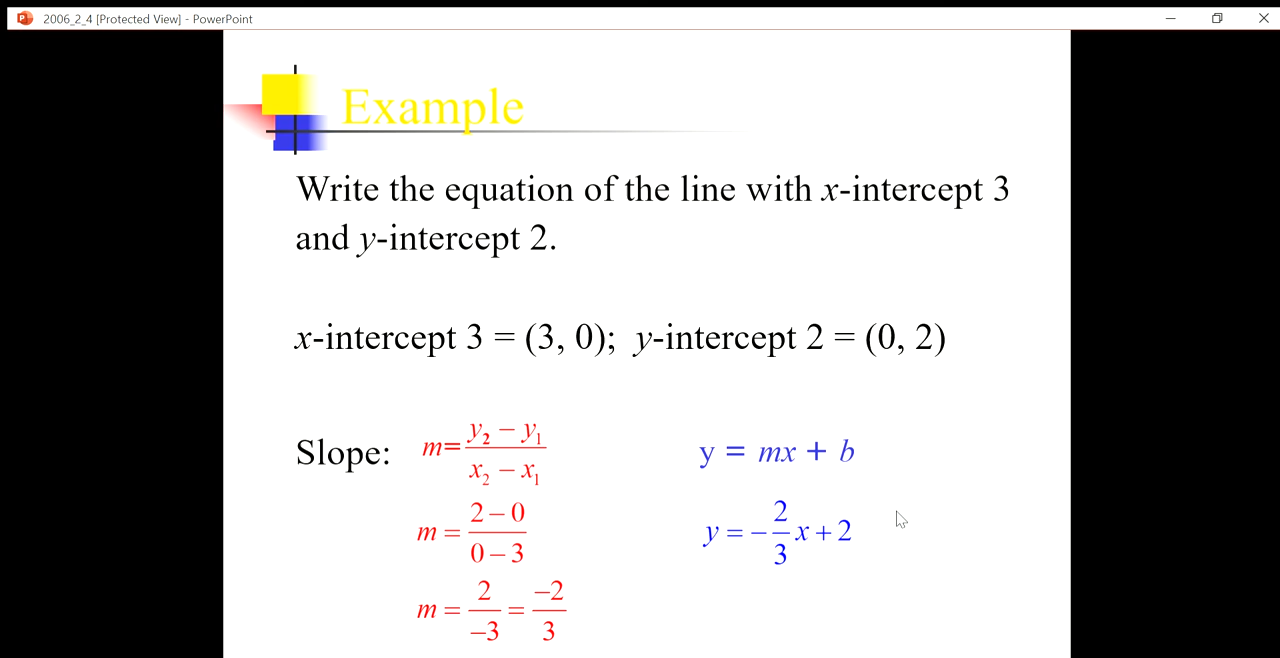 2006_2_4 [Protected View] - PowerPoint
Example
Write the equation of the line with x-intercept 3
and y-intercept 2.
x-intercept 3 = (3, 0); y-intercept 2 = (0, 2)
Slope: m = (y₂ − y₁)/(x₂ − x₁)
m = (2 − 0)/(0 − 3)
m = 2/−3 = −2/3
y = mx + b
y = −2/3 x + 2